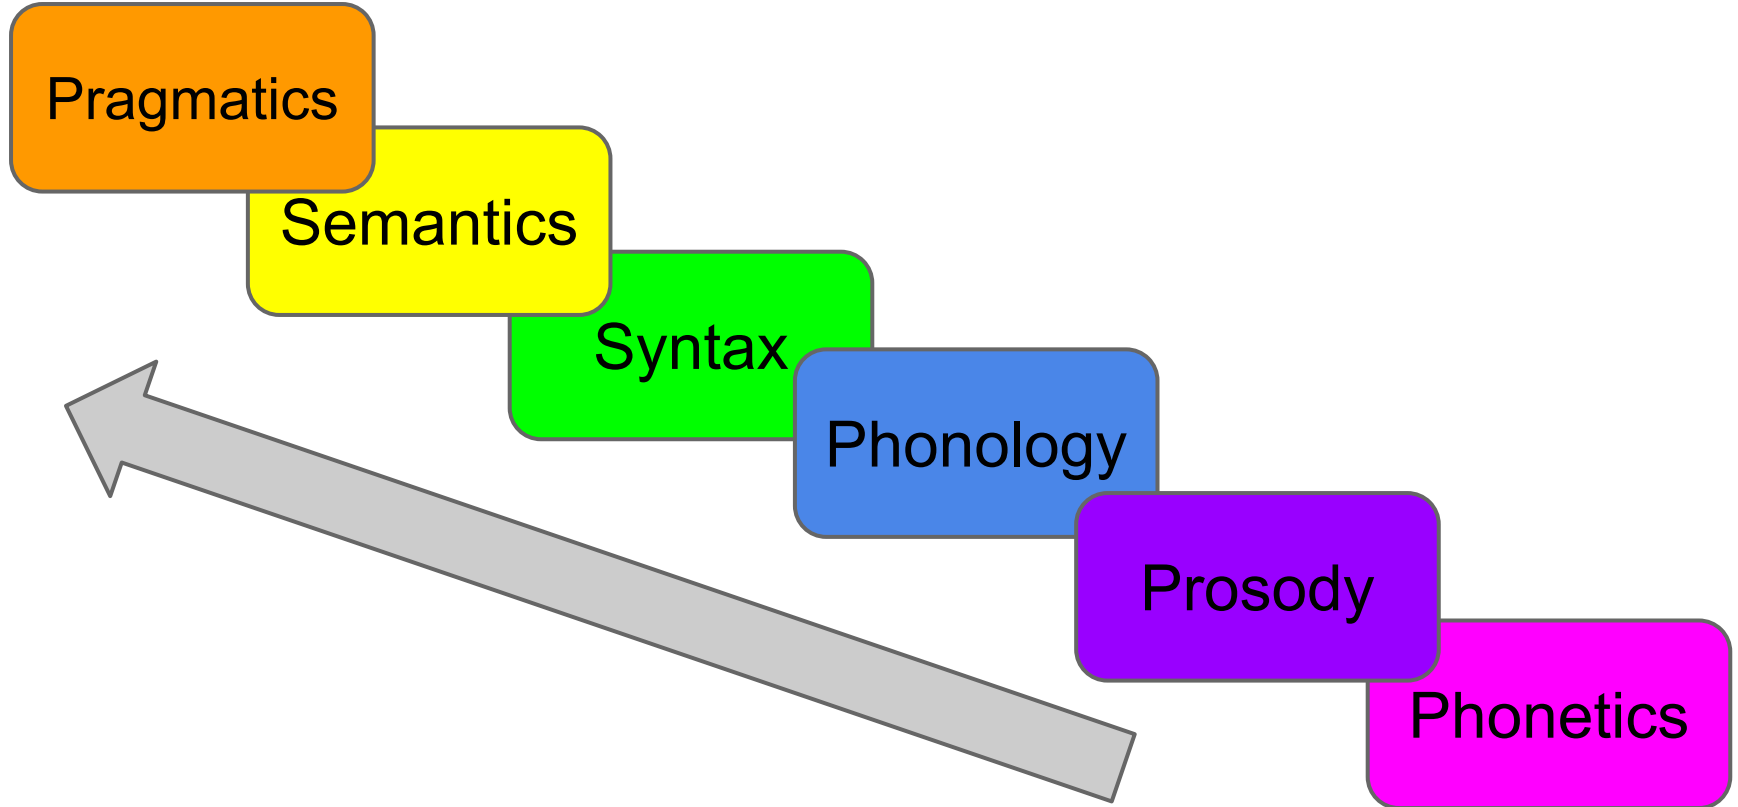 Pragmatics
Semantics
Syntax
Phonology
Prosody
Phonetics